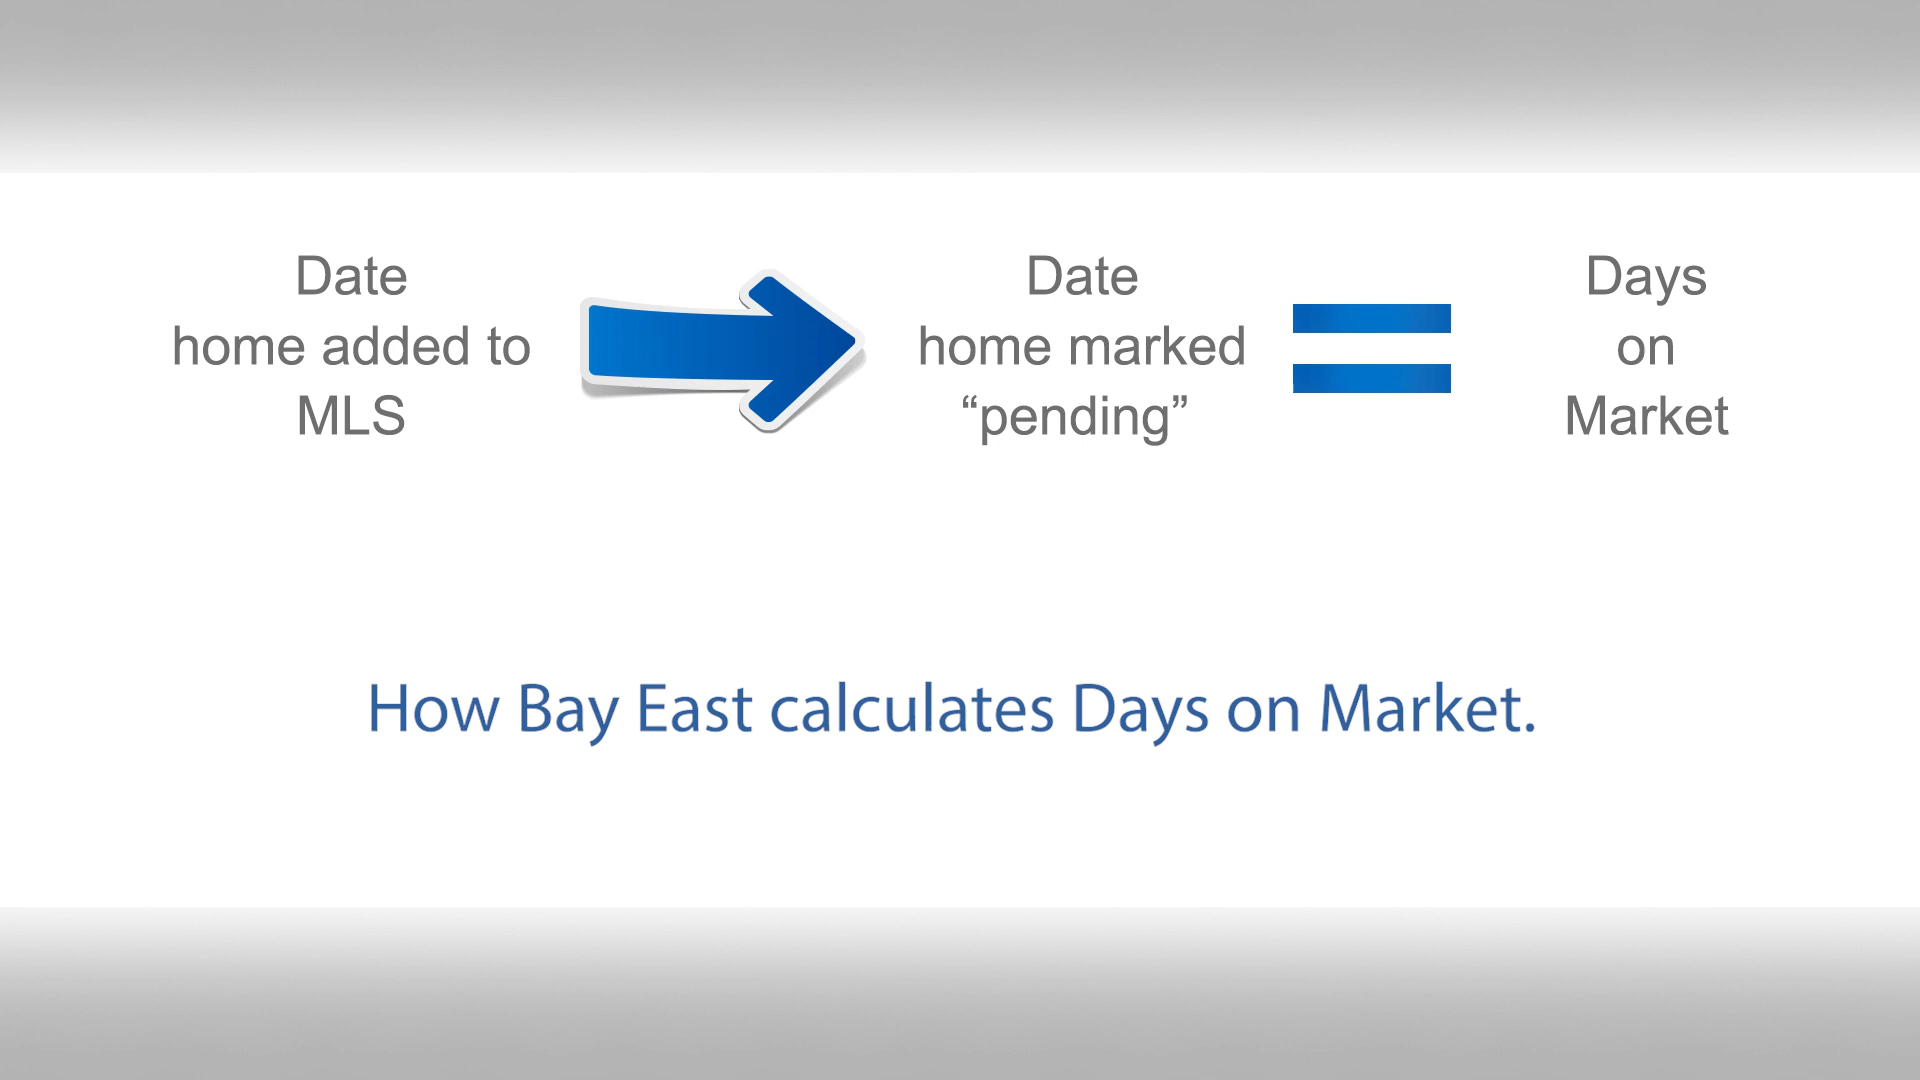 Date
home added to
MLS
Date
home marked
“pending”
Days
on
Market
How Bay East calculates Days on Market.